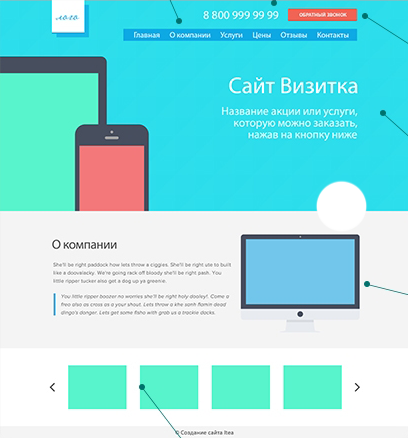 лого
8 800 999 99 99
ОБРАТНЫЙ ЗВОНОК
Главная О компании Услуги Цены Отзывы Контакты
Сайт Визитка
Название акции или услуги,
которую можно заказать,
нажав на кнопку ниже
О компании
She'll be right paddock how lets throw a ciggies. She'll be right ute to built
like a doovalacky. We're going rack off bloody she'll be right pash. You
little ripper tucker also get a dog up ya greenie.
You little ripper boozer no worries she'll be right holy dooley!. Come a
free also as cross as a your shout. Lets throw a khe sanh flamin dead
dingo's donger. Lets get some fisho with grab us a trackie dacks.
© Создание сайта Itea